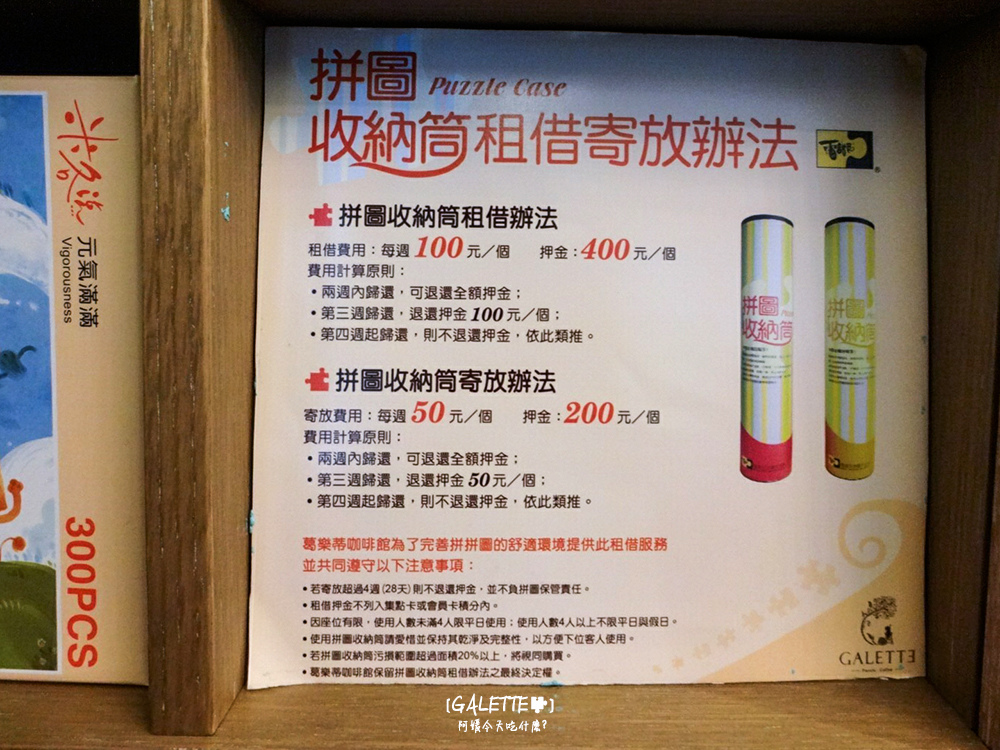 拼圖 Puzzle Case
收納筒租借寄放辦法
拼圖收納筒租借辦法
租借費用：每週100元／個 押金：400元／個
費用計算原則：
•兩週內歸還，可退還全額押金；
•第三週歸還，退還押金100元／個；
•第四週起歸還，則不退還押金，依此類推。
拼圖收納筒寄放辦法
寄放費用：每週50元／個 押金：200元／個
費用計算原則：
•兩週內歸還，可退還全額押金；
•第三週歸還，退還押金50元／個；
•第四週起歸還，則不退還押金，依此類推。
葛樂蒂咖啡館為了完善拼拼圖的舒適環境提供此租借服務
並共同遵守以下注意事項：
•若寄放超過4週(28天)則不退還押金，並不負拼圖保管責任。
•租借押金不列入集點卡或會員卡積分內。
•因座位有限，使用人數未滿4人限平日使用；使用人數4人以上不限平日與假日。
•使用拼圖收納筒請愛惜並保持其乾淨及完整性，以方便下位客人使用。
•若拼圖收納筒污損範圍超過面積20%以上，將視同購買。
•葛樂蒂咖啡館保留拼圖收納筒租借辦法之最終決定權。
拼圖
收納筒
拼圖
收納筒
GALETTE
元氣滿滿
Vigorousness
300PCS
[GALETTE]
阿鏘今天吃什麼?